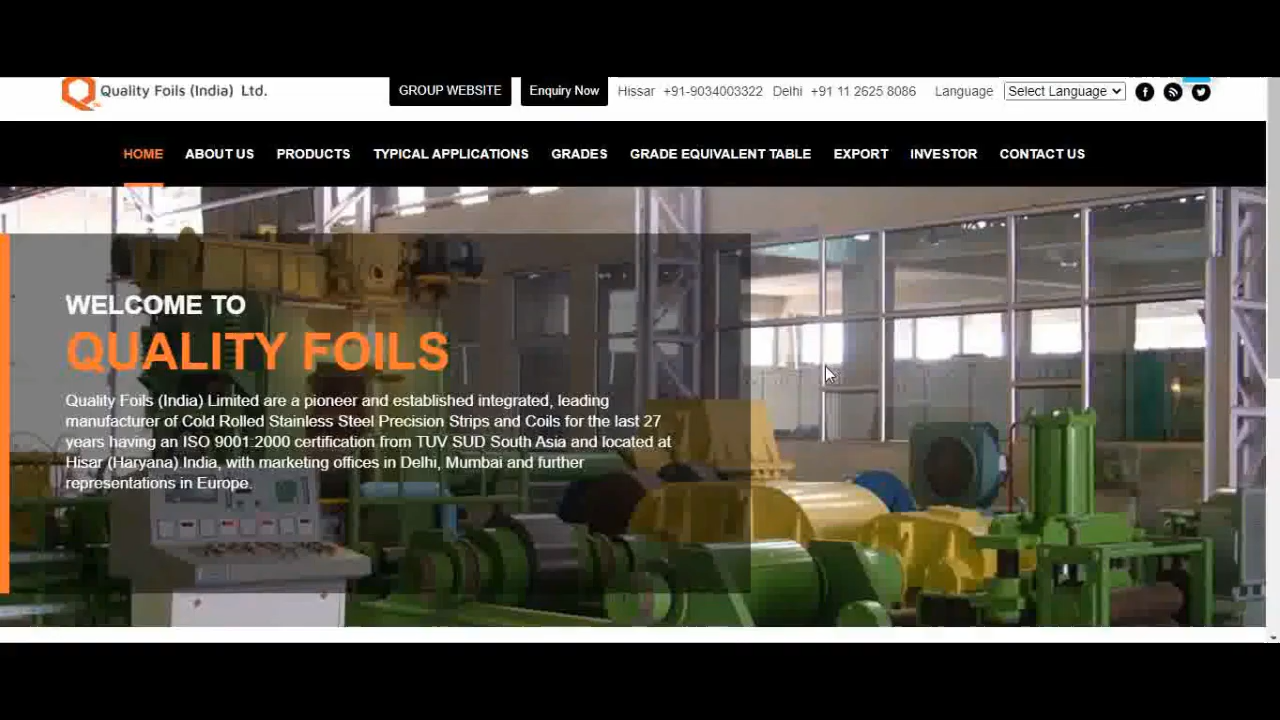 Quality Foils (India) Ltd.
GROUP WEBSITE
Enquiry Now
Hissar +91-9034003322 Delhi +91 11 2625 8086
Language
Select Language
HOME ABOUT US PRODUCTS TYPICAL APPLICATIONS GRADES GRADE EQUIVALENT TABLE EXPORT INVESTOR CONTACT US
WELCOME TO
QUALITY FOILS
Quality Foils (India) Limited are a pioneer and established integrated, leading
manufacturer of Cold Rolled Stainless Steel Precision Strips and Coils for the last 27
years having an ISO 9001:2000 certification from TUV SUD South Asia and located at
Hisar (Haryana) India, with marketing offices in Delhi, Mumbai and further
representations in Europe.